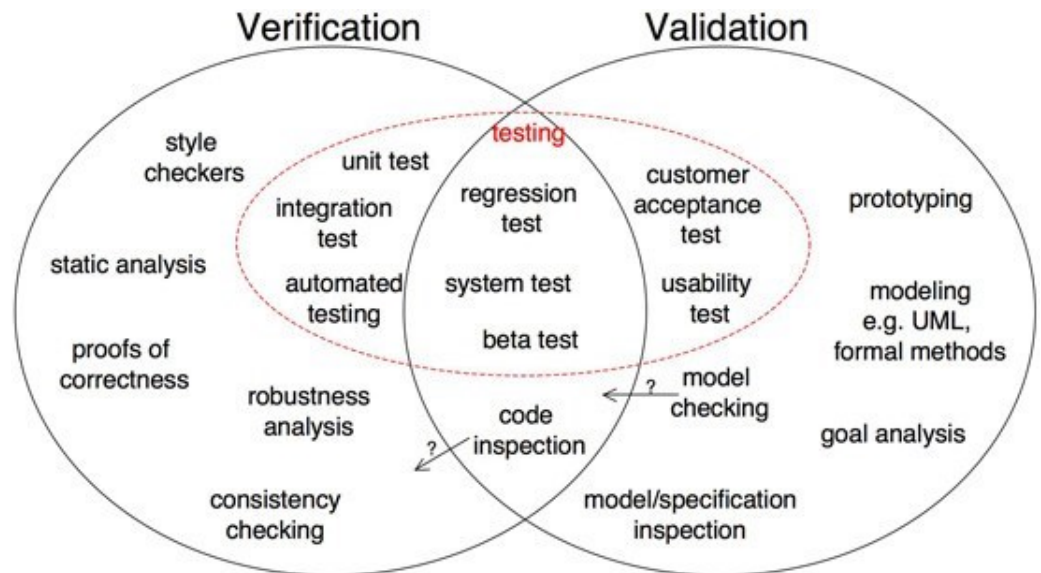 Verification
Validation
testing
style
checkers
unit test
integration
test
automated
testing
static analysis
proofs of
correctness
robustness
analysis
consistency
checking
regression
test
system test
beta test
code
inspection
?
?
customer
acceptance
test
usability
test
model
checking
model/specification
inspection
prototyping
modeling
e.g. UML,
formal methods
goal analysis